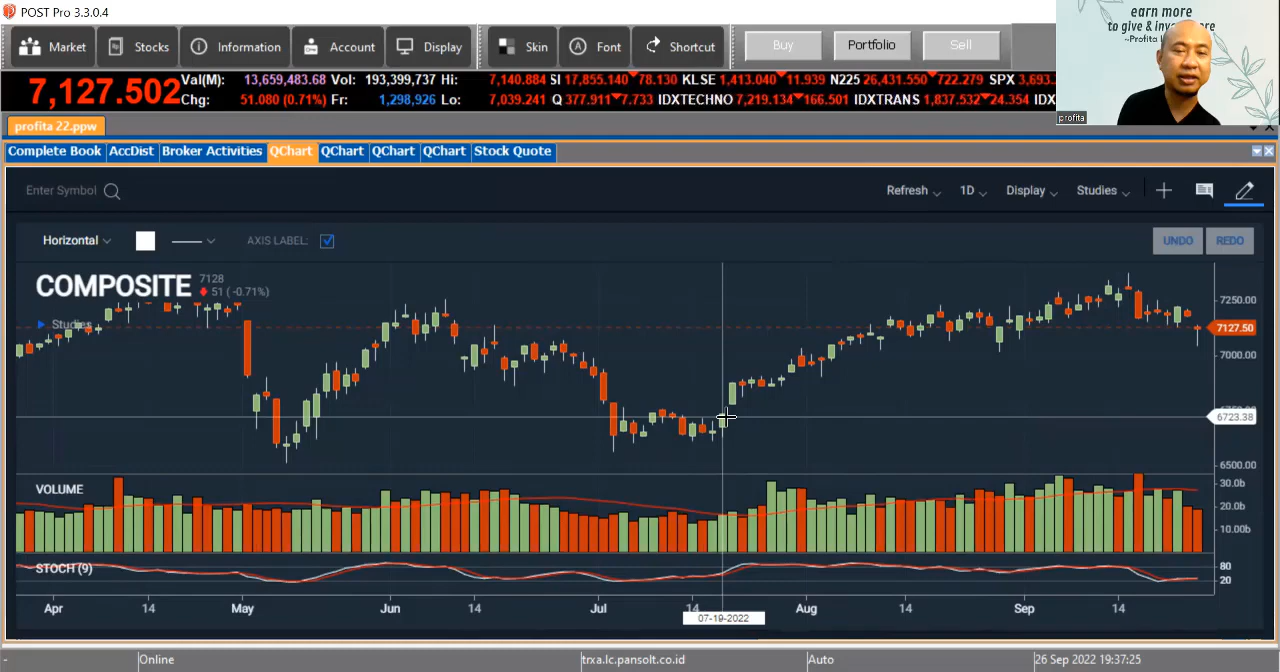 POST Pro 3.3.0.4
earn more
to give & inv
~Profita
profita
Market Stocks Information Account Display Skin Font Shortcut Buy Portfolio Sell
7,127.502
Val(M): 13,659,483.68 Vol: 193,399,737 Hi: 7,140.884 SI 17,855.140 78.130 KLSE 1,413.040 11.939 N225 26,431.550 722.279 SPX 3,693.
Chg: 51.080 (0.71%) Fr: 1,298,926 Lo: 7,039.241 Q 377.911 7.733 IDXTECHNO 7,219.134 166.501 IDXTRANS 1,837.532 24.354 IDX
profita 22.ppw
Complete Book AccDist Broker Activities QChart QChart QChart QChart Stock Quote
Enter Symbol Refresh 1D Display Studies
Horizontal AXIS LABEL: UNDO REDO
COMPOSITE 7128
51 (-0.71%)
Studies
7250.00
7127.50
7000.00
6723.38
6500.00
VOLUME
30.0b
20.0b
10.00b
STOCH (9)
80
20
Apr 14 May Jun 14 Jul 14 Aug 14 Sep 14
07-19-2022
- Online trxa.lc.pansolt.co.id Auto 26 Sep 2022 19:37:25